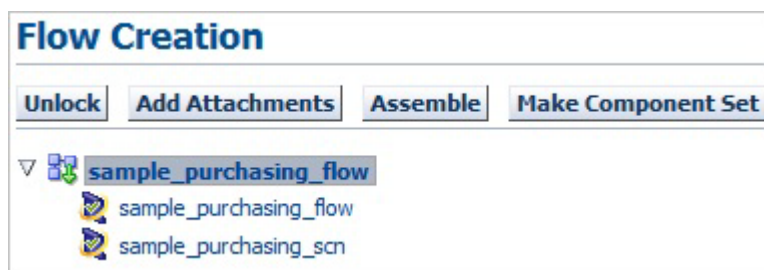 Flow Creation
Unlock Add Attachments Assemble Make Component Set
sample_purchasing_flow
sample_purchasing_flow
sample_purchasing_scn